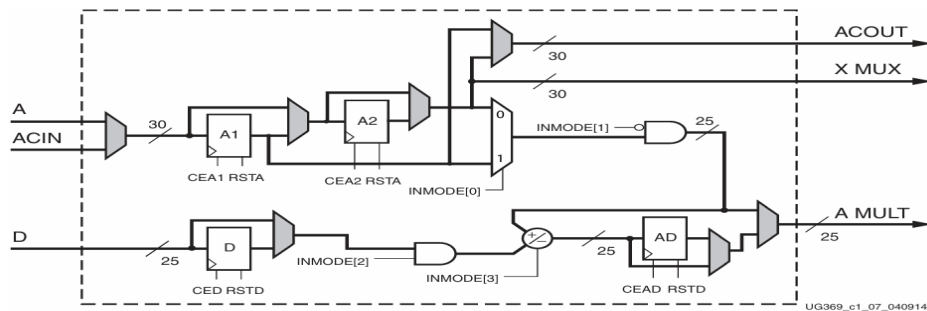 ACOUT
30
X MUX
30
A
ACIN
30
A1
A2
CEA1 RSTA
CEA2 RSTA
0
1
INMODE[0]
INMODE[1]
25
D
25
D
CED RSTD
INMODE[2]
INMODE[3]
+
–
25
AD
CEAD RSTD
A MULT
25
UG369_c1_07_040914